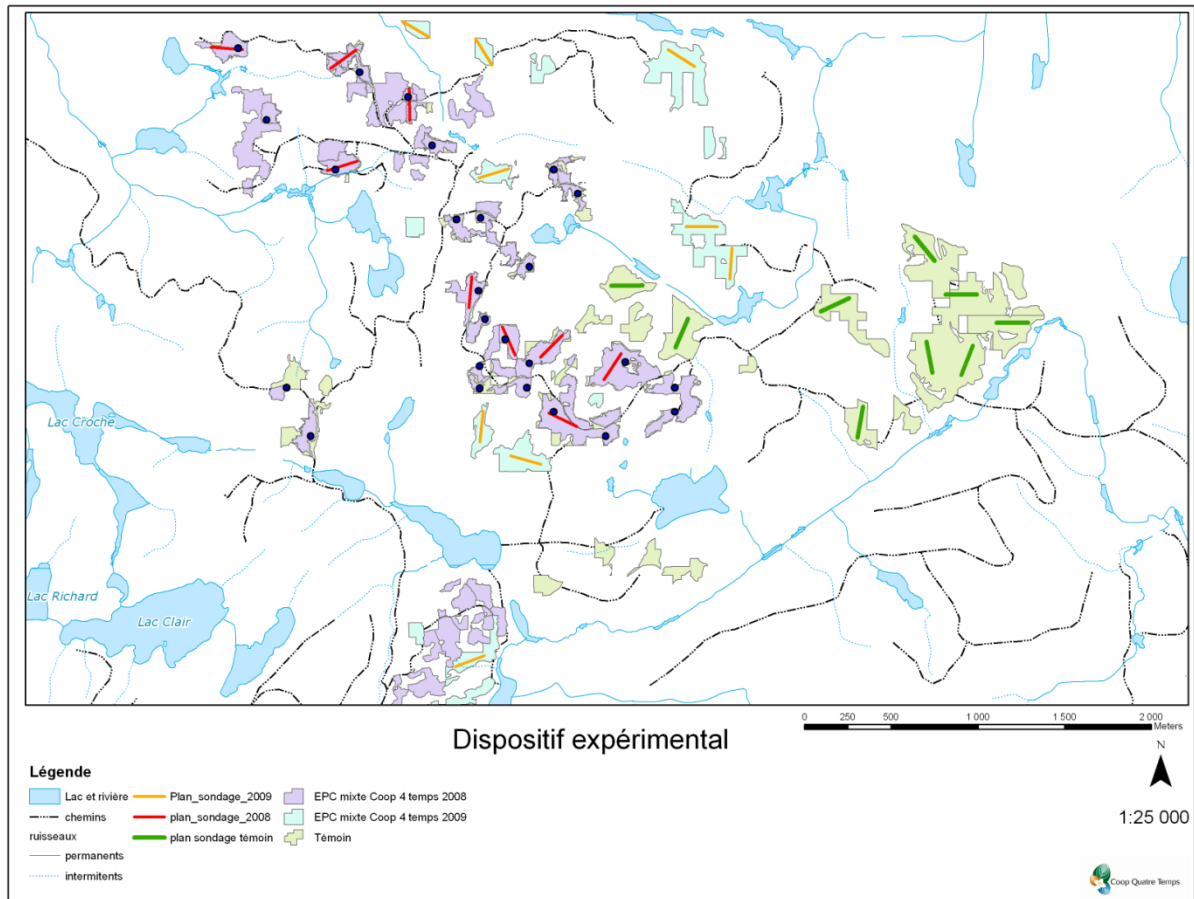 Lac Croche
Lac Richard
Lac Clair
Dispositif expérimental
0 250 500 1 000 1 500 2 000
Meters
N
1:25 000
Légende
Lac et rivière
chemins
ruisseaux
permanents
intermitents
Plan_sondage_2009
plan_sondage_2008
plan sondage témoin
EPC mixte Coop 4 temps 2008
EPC mixte Coop 4 temps 2009
Témoin
Coop Quatre Temps